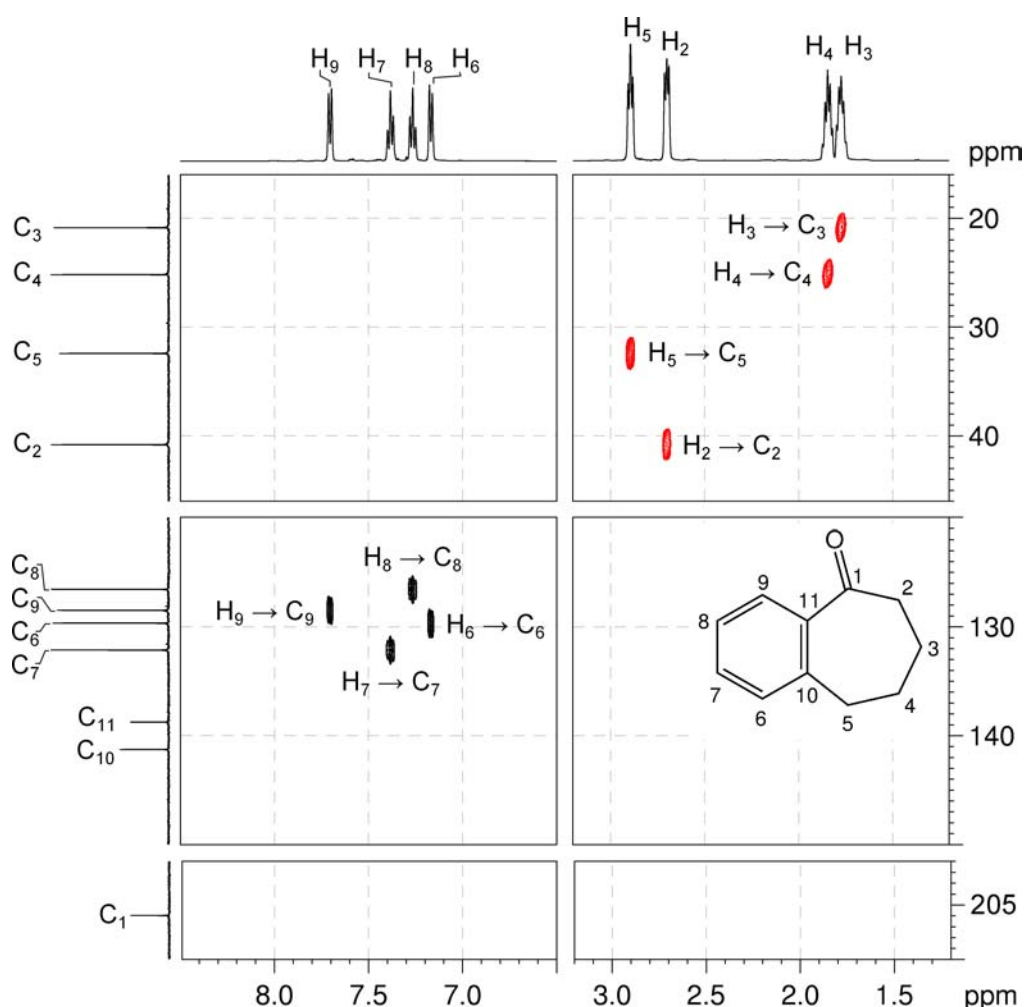 H₅ H₂ H₄ H₃
H₉ H₇ H₈ H₆
ppm
C₃ H₃ → C₃ 20
C₄ H₄ → C₄
30
C₅ H₅ → C₅
C₂ H₂ → C₂ 40
C₈ H₈ → C₈
C₉ H₉ → C₉
C₆ H₆ → C₆ 130
C₇ H₇ → C₇
O
1
2
3
4
5
6
7
8
9
10
11
C₁₁
C₁₀ 140
C₁ 205
8.0 7.5 7.0 3.0 2.5 2.0 1.5 ppm